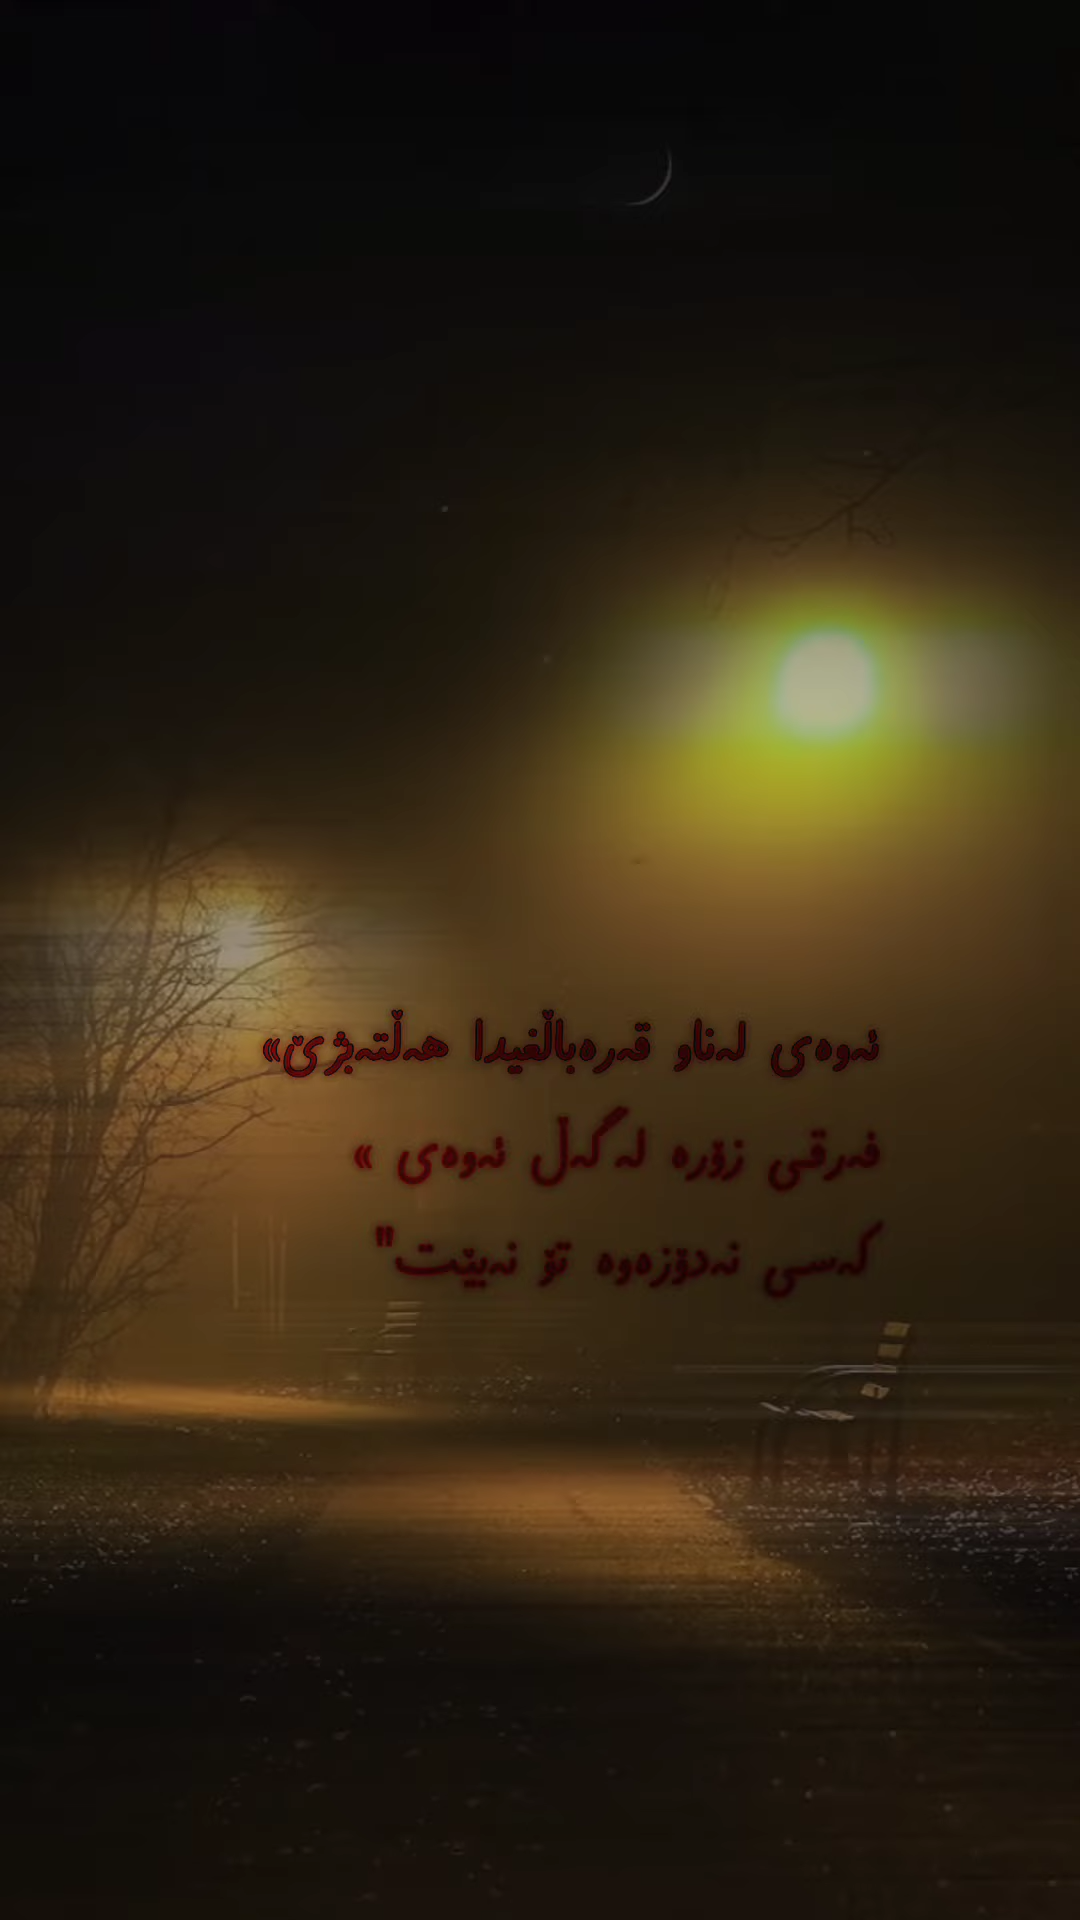 ئەوەی لەناو قەرەباڵغیدا هەڵتەبژێ»
فەرقی زۆرە لەگەڵ ئەوەی »
کەسی نەدۆزەوە تۆ نەبێت"